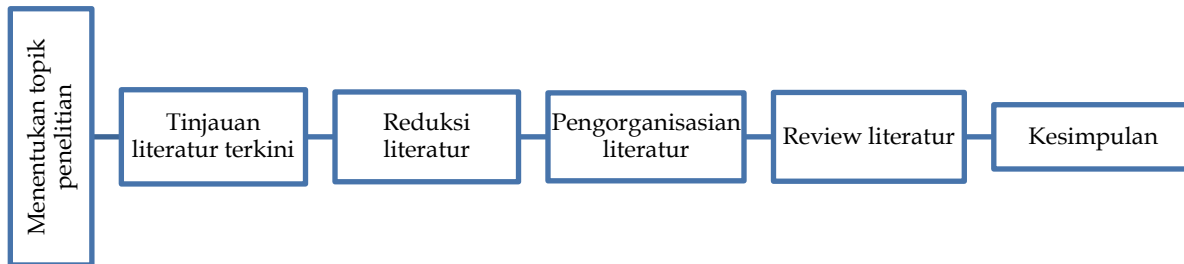 Menentukan topik
penelitian
Tinjauan
literatur terkini
Reduksi
literatur
Pengorganisasian
literatur
Review literatur
Kesimpulan